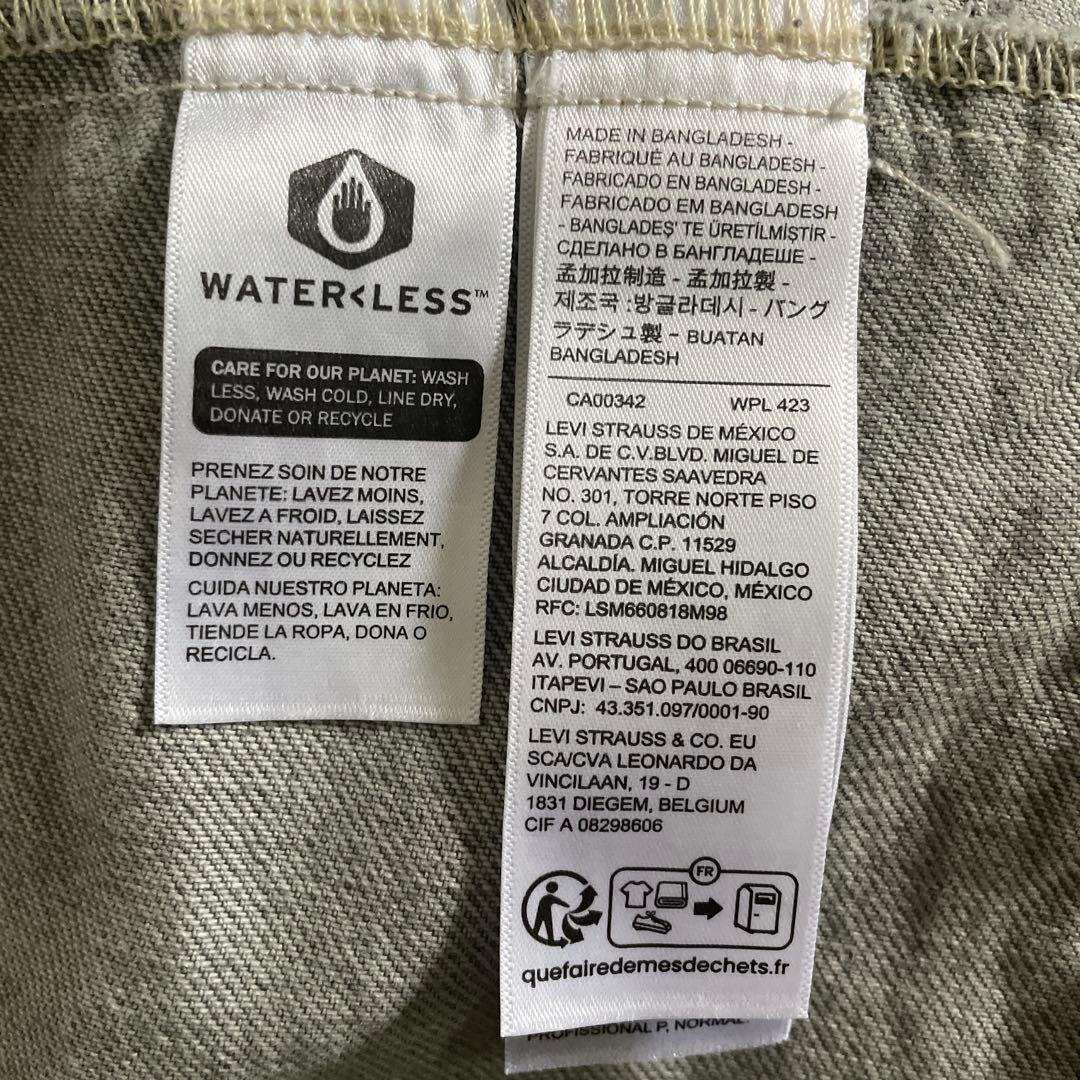 WATER<LESS™
CARE FOR OUR PLANET: WASH
LESS, WASH COLD, LINE DRY,
DONATE OR RECYCLE
PRENEZ SOIN DE NOTRE
PLANETE: LAVEZ MOINS,
LAVEZ A FROID, LAISSEZ
SECHER NATURELLEMENT,
DONNEZ OU RECYCLEZ
CUIDA NUESTRO PLANETA:
LAVA MENOS, LAVA EN FRIO,
TIENDE LA ROPA, DONA O
RECICLA.
MADE IN BANGLADESH -
FABRIQUÉ AU BANGLADESH -
FABRICADO EN BANGLADESH -
FABRICADO EM BANGLADESH
- BANGLADEŞ' TE ÜRETİLMİŞTİR -
СДЕЛАНО В БАНГЛАДЕШЕ -
孟加拉制造 - 孟加拉製 -
제조국 :방글라데시 - バング
ラデシュ製 - BUATAN
BANGLADESH
CA00342 WPL 423
LEVI STRAUSS DE MÉXICO
S.A. DE C.V.BLVD. MIGUEL DE
CERVANTES SAAVEDRA
NO. 301, TORRE NORTE PISO
7 COL. AMPLIACIÓN
GRANADA C.P. 11529
ALCALDÍA. MIGUEL HIDALGO
CIUDAD DE MÉXICO, MÉXICO
RFC: LSM660818M98
LEVI STRAUSS DO BRASIL
AV. PORTUGAL, 400 06690-110
ITAPEVI – SAO PAULO BRASIL
CNPJ: 43.351.097/0001-90
LEVI STRAUSS & CO. EU
SCA/CVA LEONARDO DA
VINCILAAN, 19 - D
1831 DIEGEM, BELGIUM
CIF A 08298606
FR
quefairedemesdechets.fr
PROFISSIONAL P, NORMAL.